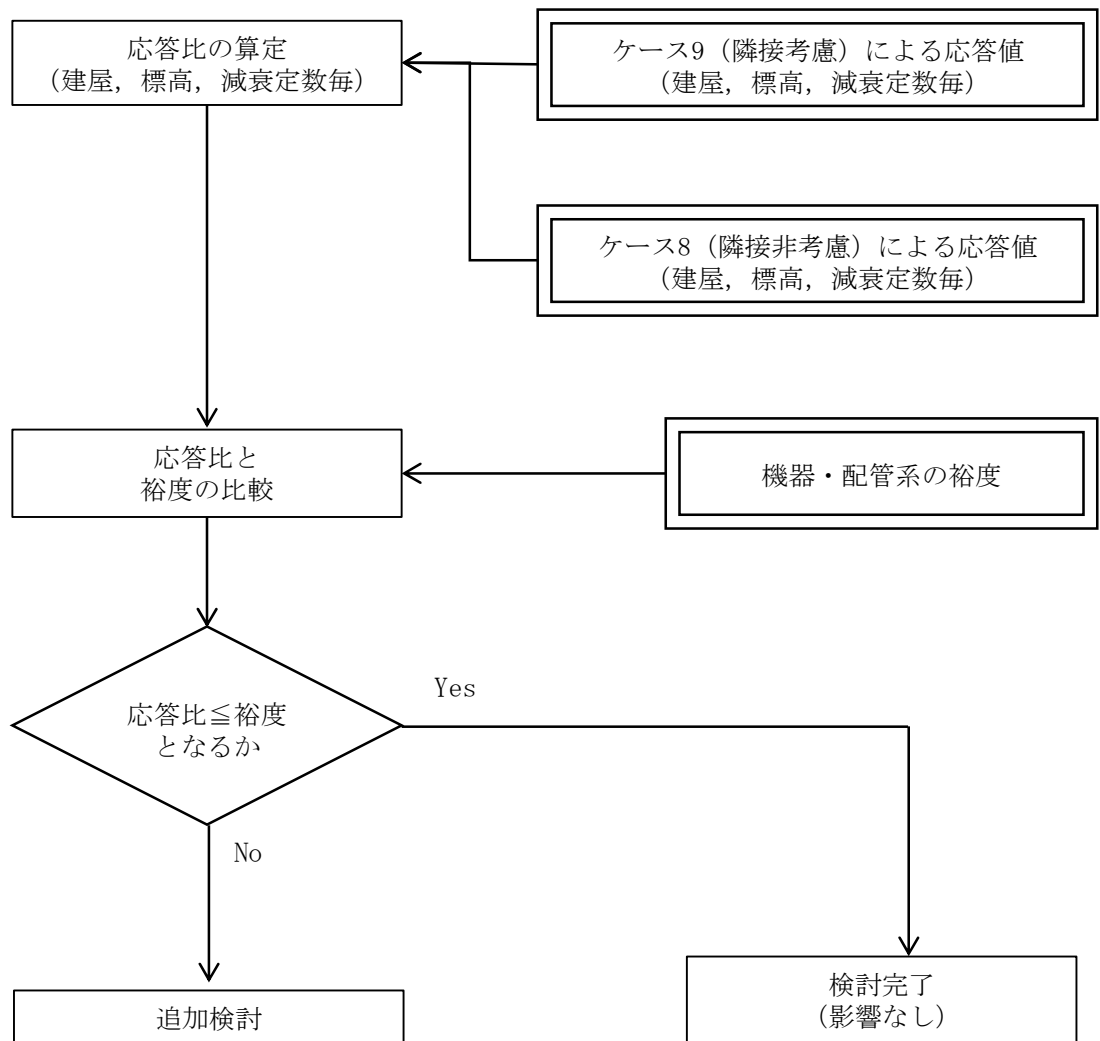 応答比の算定
(建屋, 標高, 減衰定数毎)
ケース9（隣接考慮）による応答値
(建屋, 標高, 減衰定数毎)
ケース8（隣接非考慮）による応答値
(建屋, 標高, 減衰定数毎)
応答比と
裕度の比較
機器・配管系の裕度
応答比≦裕度
となるか
Yes
No
追加検討
検討完了
(影響なし)